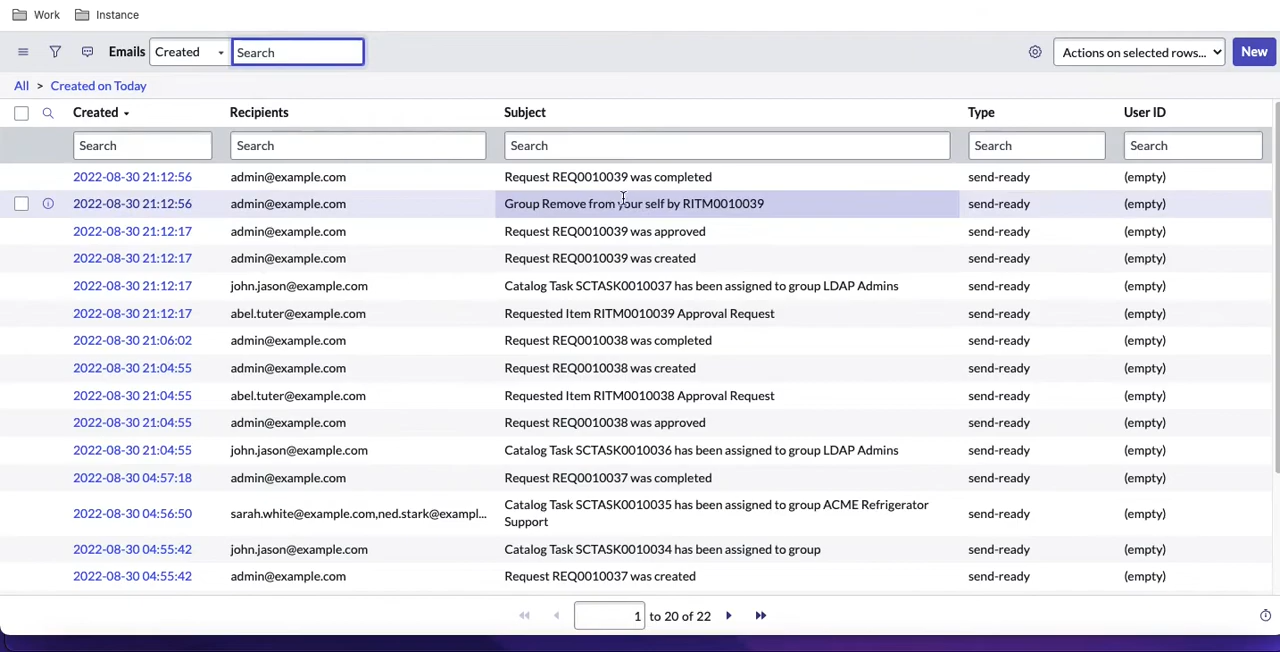 Work Instance
Emails Created Search Actions on selected rows... New
All > Created on Today
Created Recipients Subject Type User ID
Search Search Search Search Search
2022-08-30 21:12:56 admin@example.com Request REQ0010039 was completed send-ready (empty)
2022-08-30 21:12:56 admin@example.com Group Remove from your self by RITM0010039 send-ready (empty)
2022-08-30 21:12:17 admin@example.com Request REQ0010039 was approved send-ready (empty)
2022-08-30 21:12:17 admin@example.com Request REQ0010039 was created send-ready (empty)
2022-08-30 21:12:17 john.jason@example.com Catalog Task SCTASK0010037 has been assigned to group LDAP Admins send-ready (empty)
2022-08-30 21:12:17 abel.tuter@example.com Requested Item RITM0010039 Approval Request send-ready (empty)
2022-08-30 21:06:02 admin@example.com Request REQ0010038 was completed send-ready (empty)
2022-08-30 21:04:55 admin@example.com Request REQ0010038 was created send-ready (empty)
2022-08-30 21:04:55 abel.tuter@example.com Requested Item RITM0010038 Approval Request send-ready (empty)
2022-08-30 21:04:55 admin@example.com Request REQ0010038 was approved send-ready (empty)
2022-08-30 21:04:55 john.jason@example.com Catalog Task SCTASK0010036 has been assigned to group LDAP Admins send-ready (empty)
2022-08-30 04:57:18 admin@example.com Request REQ0010037 was completed send-ready (empty)
2022-08-30 04:56:50 sarah.white@example.com,ned.stark@exampl... Catalog Task SCTASK0010035 has been assigned to group ACME Refrigerator send-ready (empty)
Support
2022-08-30 04:55:42 john.jason@example.com Catalog Task SCTASK0010034 has been assigned to group send-ready (empty)
2022-08-30 04:55:42 admin@example.com Request REQ0010037 was created send-ready (empty)
1 to 20 of 22